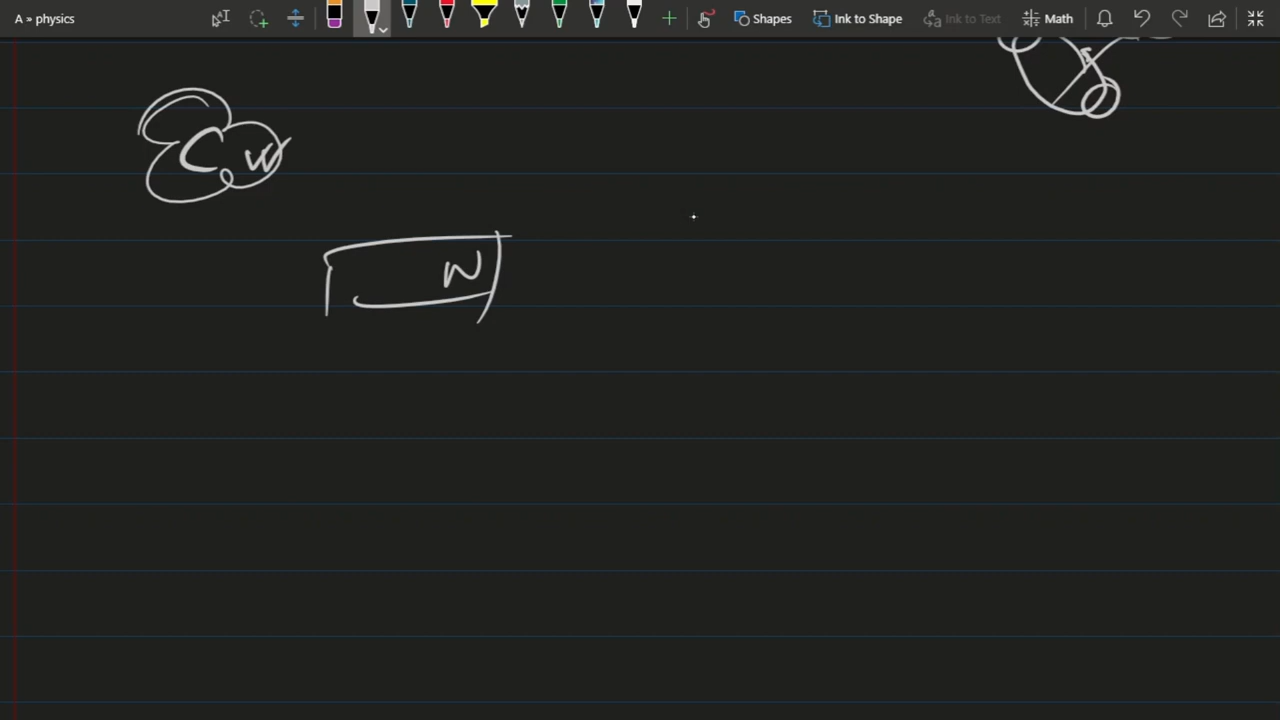 A » physics
Shapes
Ink to Shape
Ink to Text
Math
C W
N